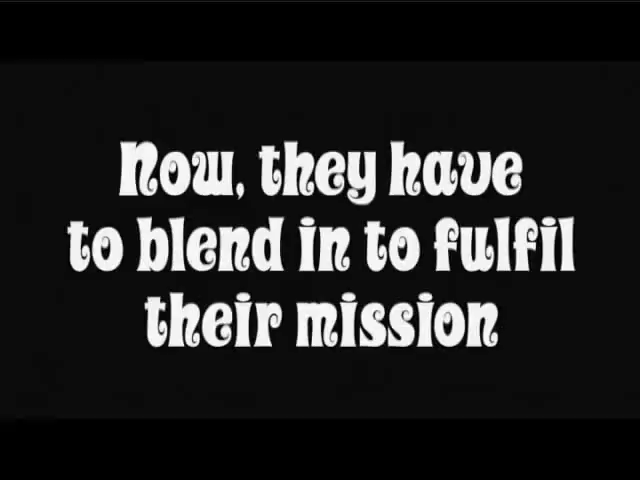 Now, they have
to blend in to fulfil
their mission